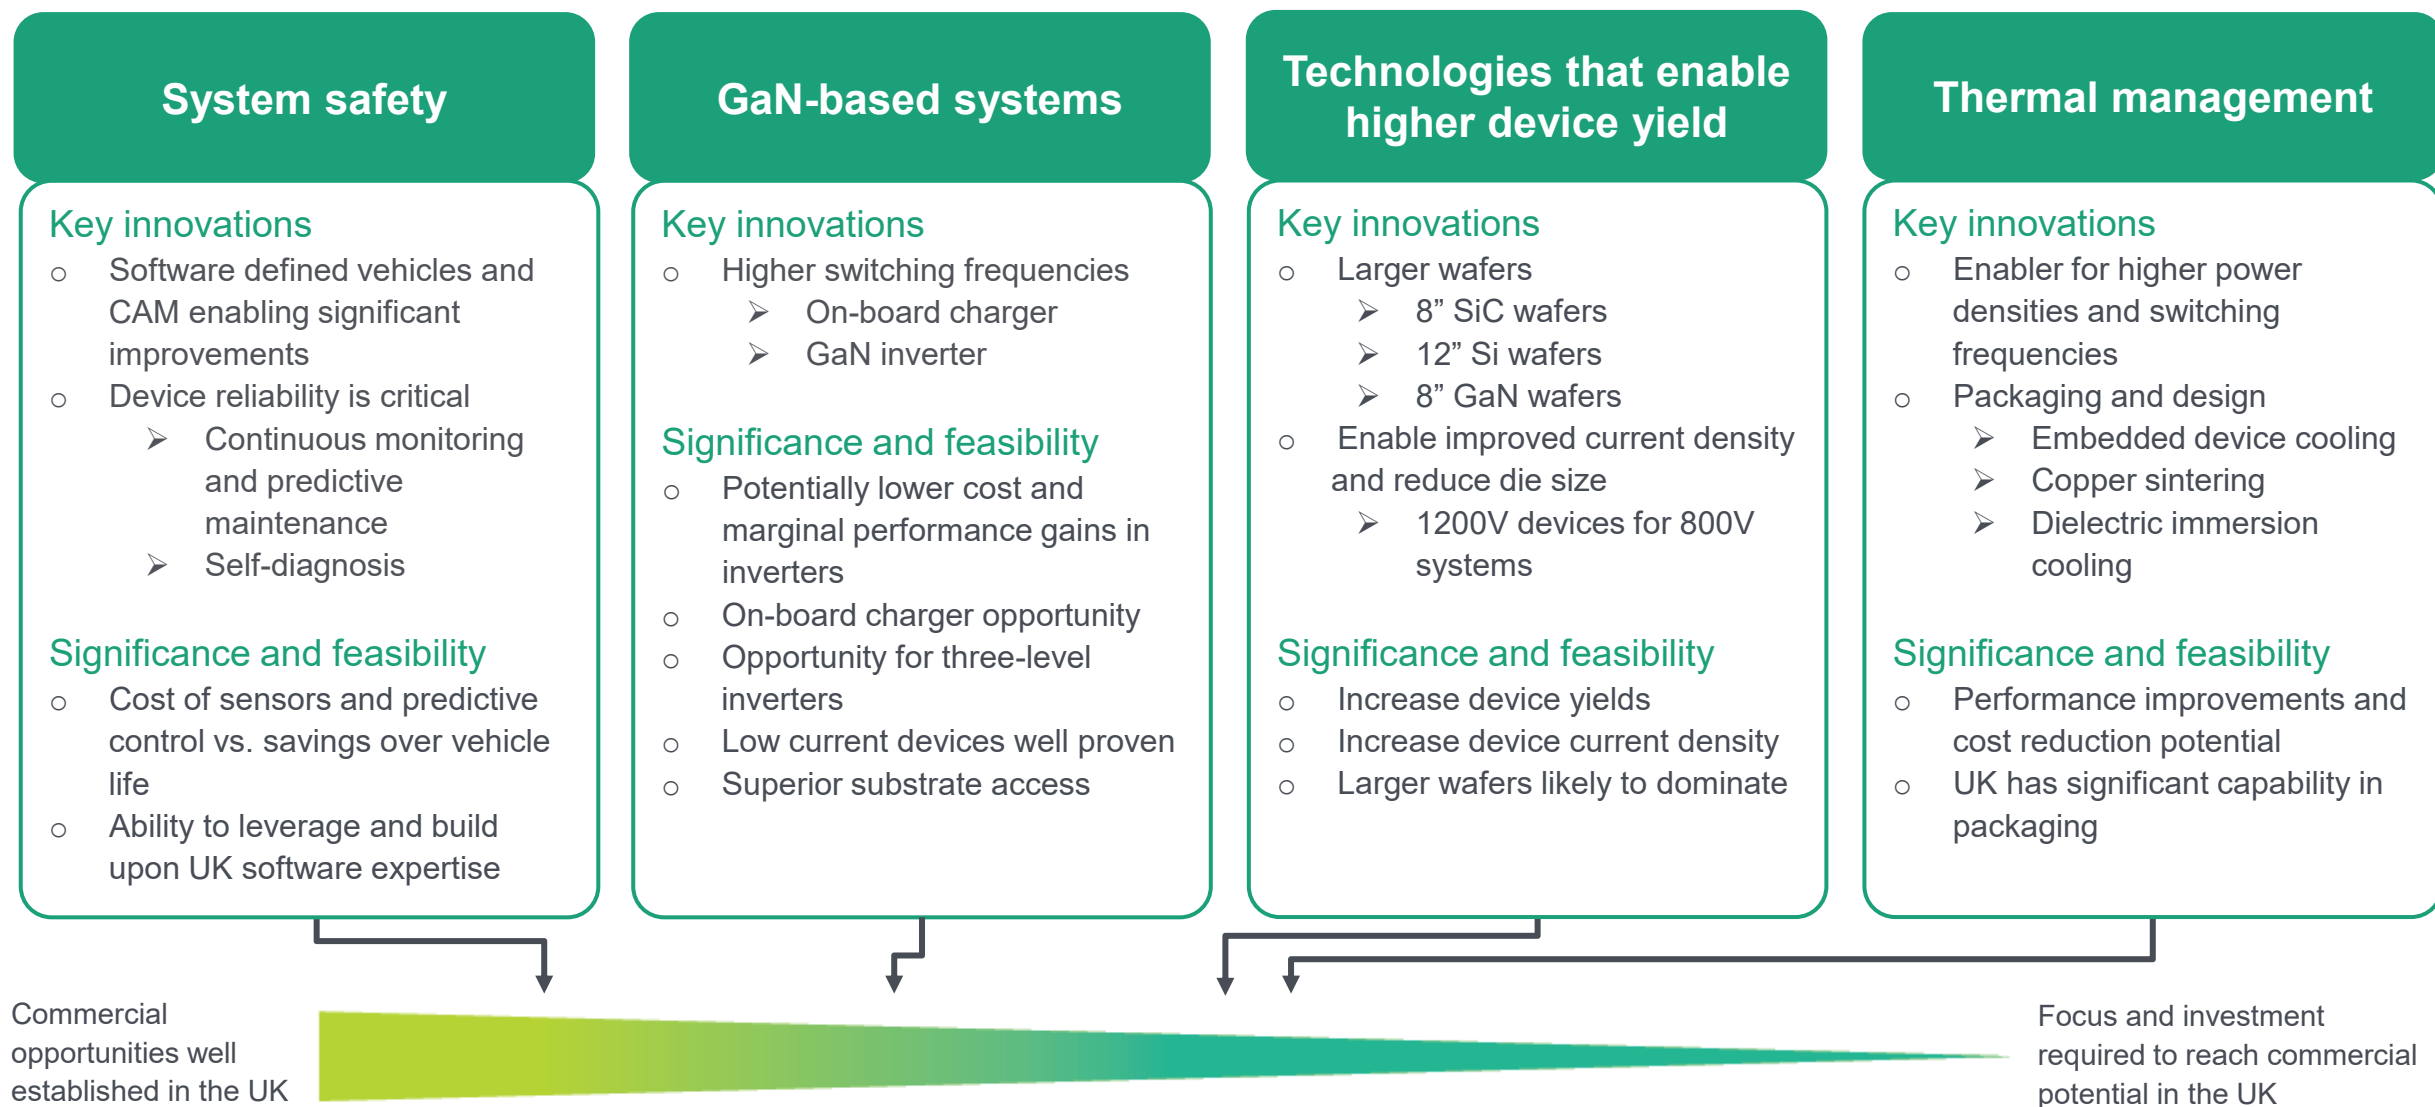 System safety
Key innovations
○ Software defined vehicles and
CAM enabling significant
improvements
○ Device reliability is critical
➢ Continuous monitoring
and predictive
maintenance
➢ Self-diagnosis
Significance and feasibility
○ Cost of sensors and predictive
control vs. savings over vehicle
life
○ Ability to leverage and build
upon UK software expertise
GaN-based systems
Key innovations
○ Higher switching frequencies
➢ On-board charger
➢ GaN inverter
Significance and feasibility
○ Potentially lower cost and
marginal performance gains in
inverters
○ On-board charger opportunity
○ Opportunity for three-level
inverters
○ Low current devices well proven
○ Superior substrate access
Technologies that enable
higher device yield
Key innovations
○ Larger wafers
➢ 8” SiC wafers
➢ 12” Si wafers
➢ 8” GaN wafers
○ Enable improved current density
and reduce die size
➢ 1200V devices for 800V
systems
Significance and feasibility
○ Increase device yields
○ Increase device current density
○ Larger wafers likely to dominate
Thermal management
Key innovations
○ Enabler for higher power
densities and switching
frequencies
○ Packaging and design
➢ Embedded device cooling
➢ Copper sintering
➢ Dielectric immersion
cooling
Significance and feasibility
○ Performance improvements and
cost reduction potential
○ UK has significant capability in
packaging
Commercial
opportunities well
established in the UK
Focus and investment
required to reach commercial
potential in the UK